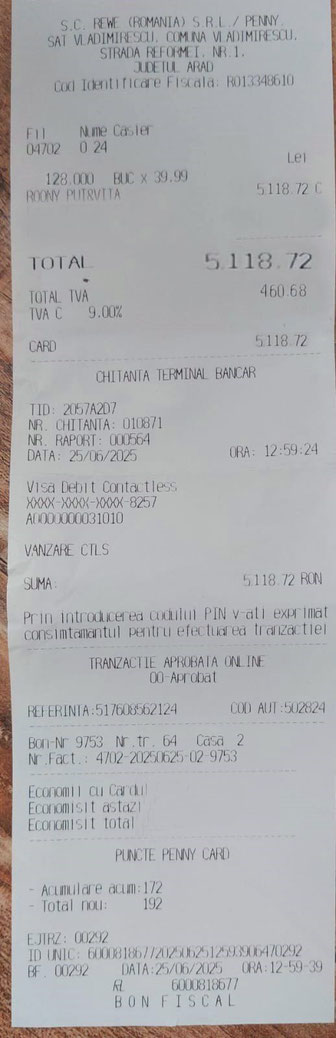 S.C. REWE (ROMANIA) S.R.L./ PENNY.
SAT VLADIMIRESCU, COMUNA VLADIMIRESCU,
STRADA REFORMEI, NR.1,
JUDETUL ARAD
Cod Identificare Fiscala: RO13348610
Fil Nume Casier
04702 O 24
Lei
128.000 BUC x 39.99
5.118.72 C
TOTAL 5.118.72
TOTAL TVA 460.68
TVA C 9.00%
CARD 5.118.72
CHITANTA TERMINAL BANCAR
TID: 2057A2D7
NR. CHITANTA: 010871
NR. RAPORT: 000564
DATA: 25/06/2025 ORA: 12:59:24
Visa Debit Contactless
XXXX-XXXX-XXXX-8257
A0000000031010
VANZARE CTLS
SUMA: 5.118.72 RON
Prin introducerea codului PIN v-ati exprimat
consimtamantul pentru efectuarea tranzactiei
TRANZACTIE APROBATA ONLINE
00-Aprobat
REFERINTA:517608562124 COD AUT:502824
Bon-Nr 9753 Nr.tr. 64 Casa 2
Nr.Fact.: 4702-20250625-02-9753
Economii cu Cardul
Economisit astazi
Economisit total
PUNCTE PENNY CARD
- Acumulare acum:172
- Total nou: 192
EJTRZ: 00292
ID UNIC: 6000818677202506251259390647​0292
BF. 00292 DATA:25/06/2025 ORA:12-59-39
6000818677
BON FISCAL